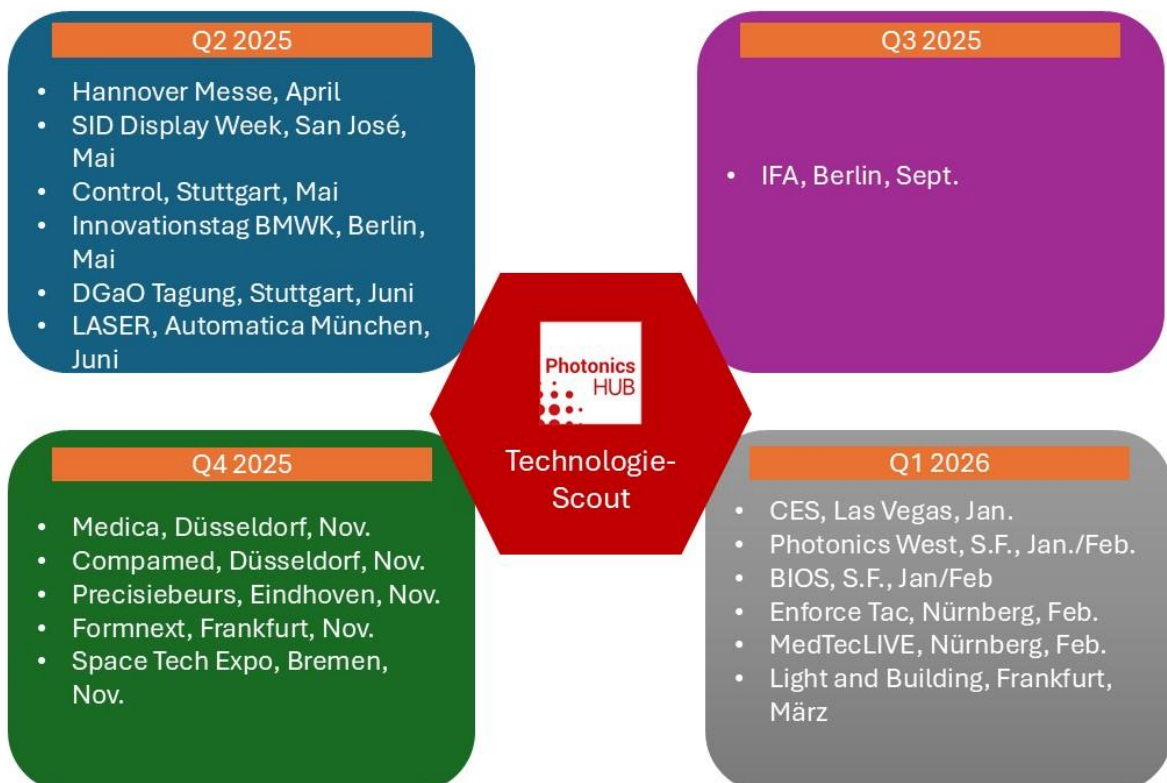 Q2 2025
• Hannover Messe, April
• SID Display Week, San José,
Mai
• Control, Stuttgart, Mai
• Innovationstag BMWK, Berlin,
Mai
• DGaO Tagung, Stuttgart, Juni
• LASER, Automatica München,
Juni
Q3 2025
• IFA, Berlin, Sept.
Photonics
HUB
Technologie-
Scout
Q4 2025
• Medica, Düsseldorf, Nov.
• Compamed, Düsseldorf, Nov.
• Precisiebeurs, Eindhoven, Nov.
• Formnext, Frankfurt, Nov.
• Space Tech Expo, Bremen,
Nov.
Q1 2026
• CES, Las Vegas, Jan.
• Photonics West, S.F., Jan./Feb.
• BIOS, S.F., Jan/Feb
• Enforce Tac, Nürnberg, Feb.
• MedTecLIVE, Nürnberg, Feb.
• Light and Building, Frankfurt,
März